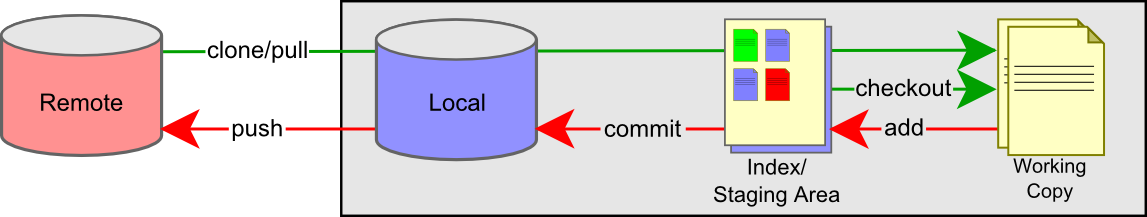 clone/pull
Remote
Local
checkout
push
commit
add
Index/
Staging Area
Working
Copy